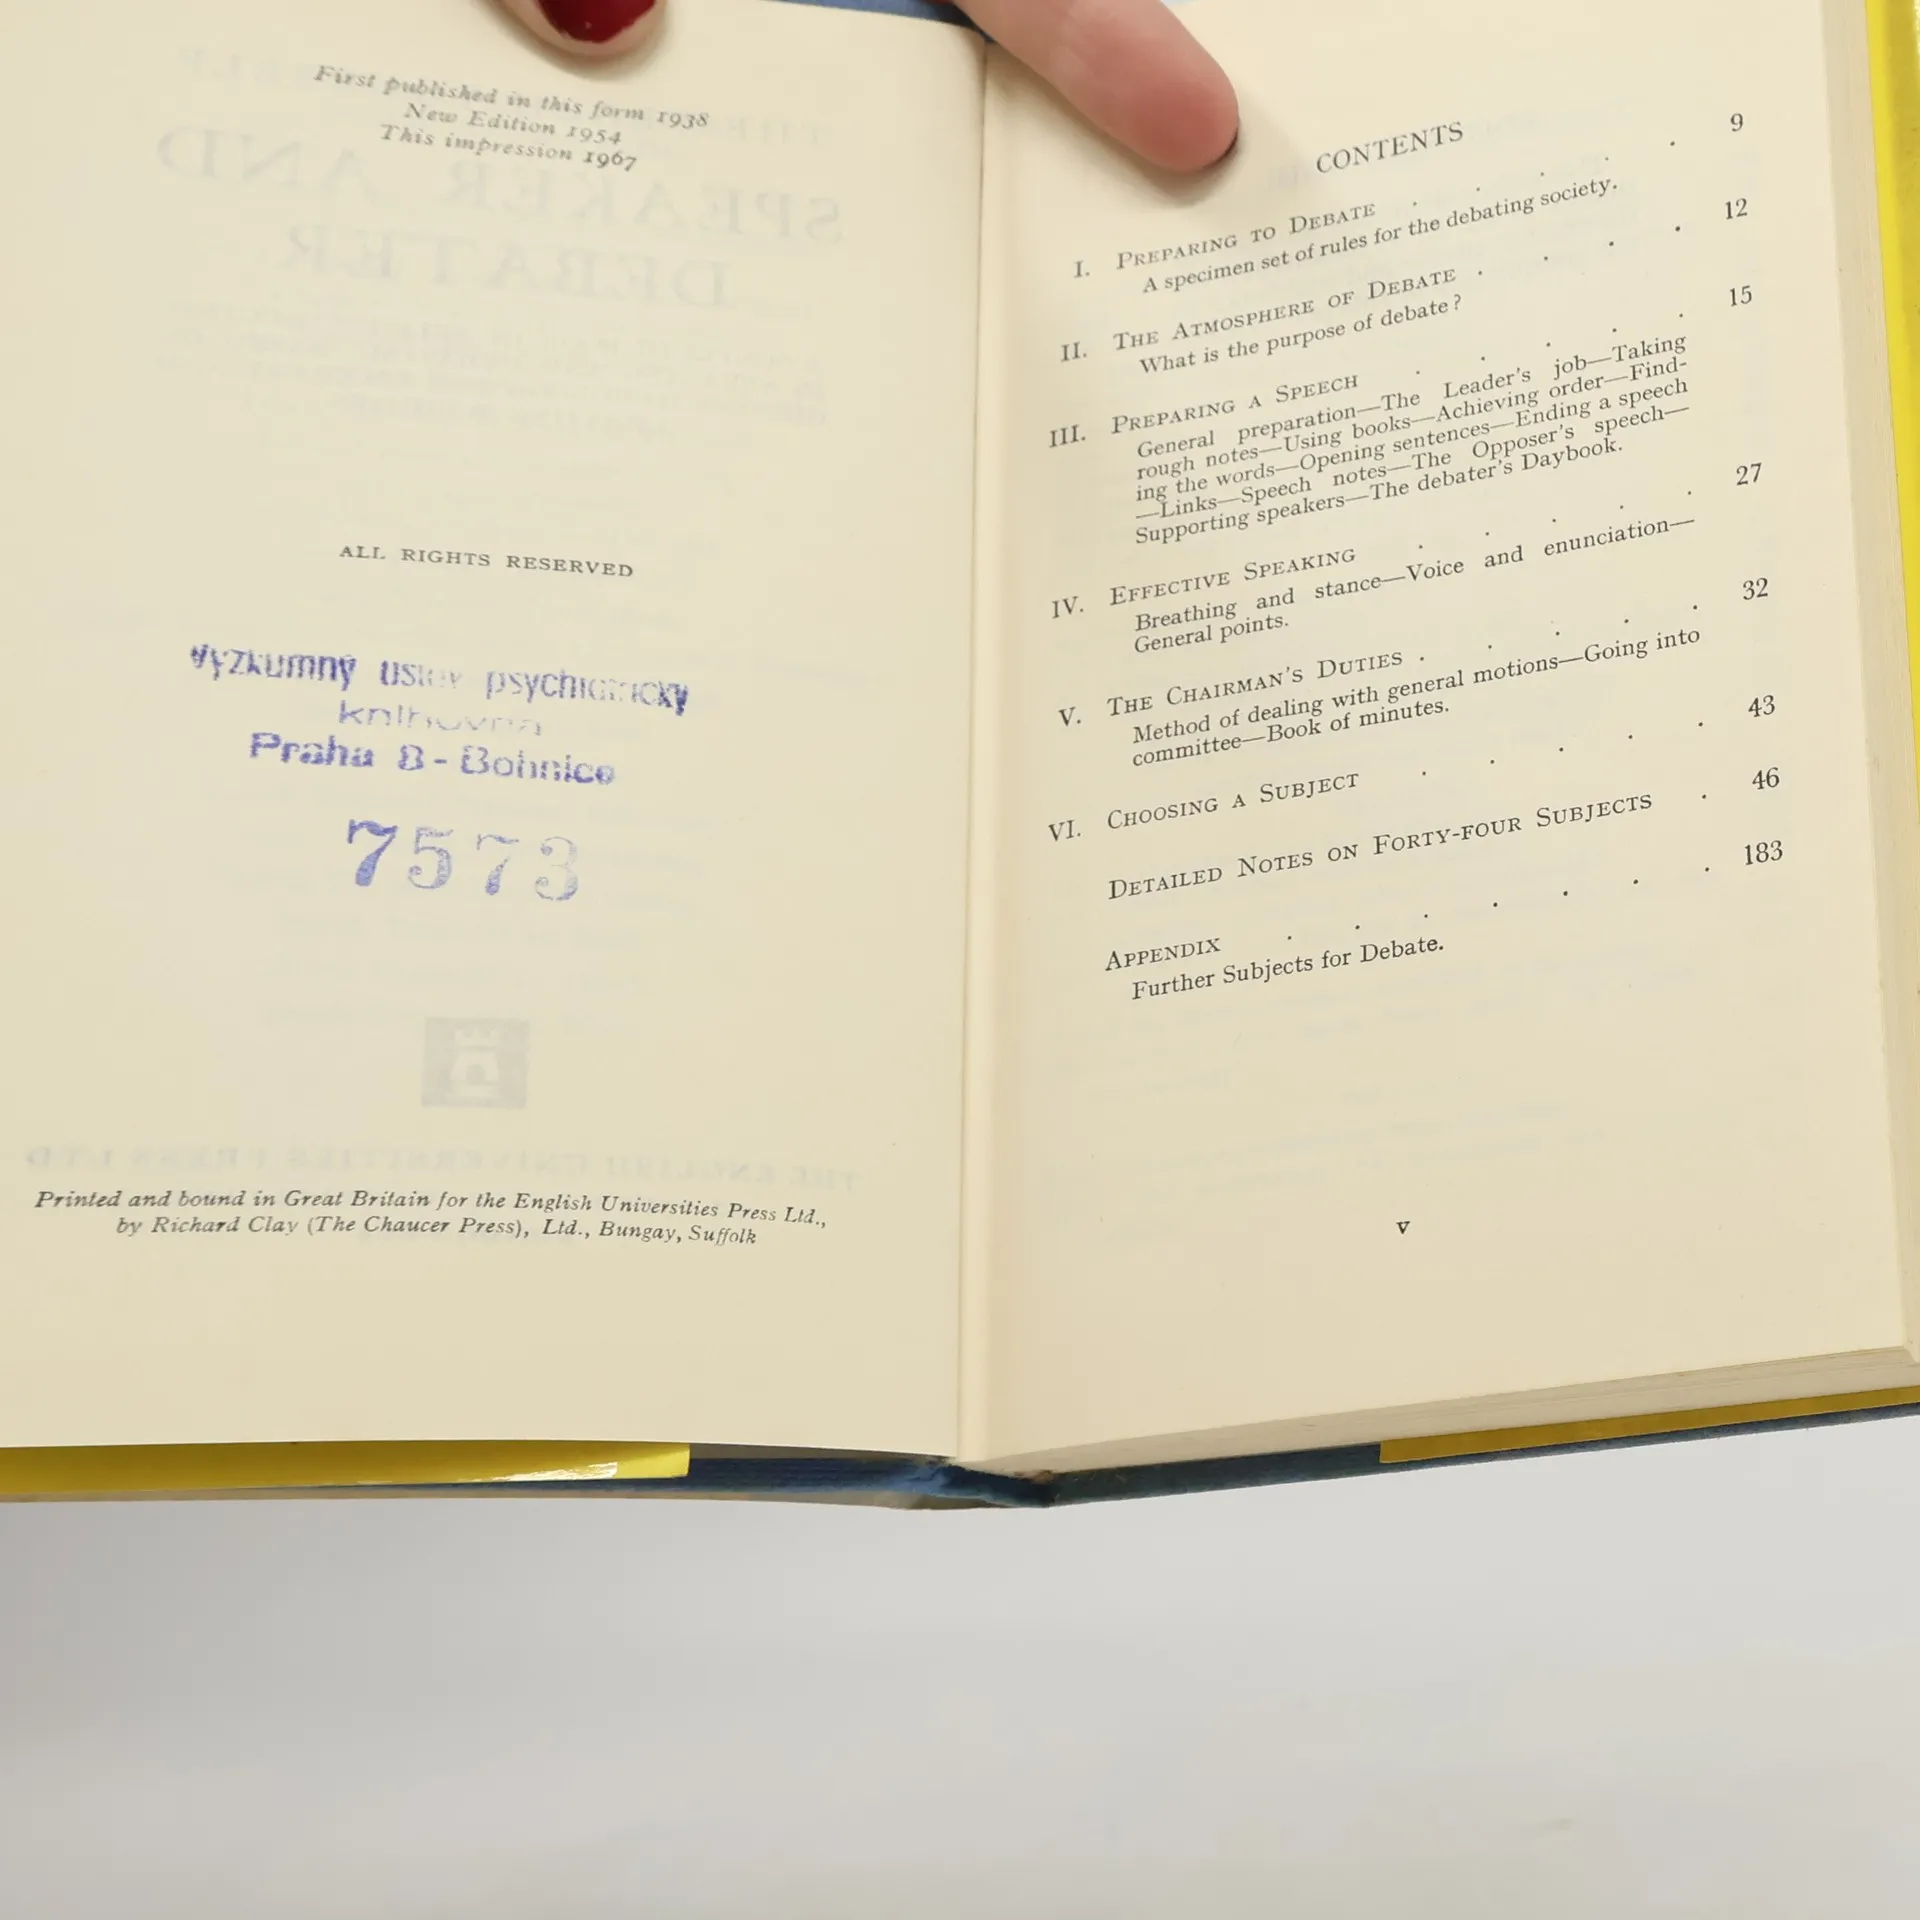 First published in this form 1938
New Edition 1954
This impression 1967
ALL RIGHTS RESERVED
Výzkumný ústav psychiatrický
knihovna
Praha 8 - Bohnice
7573
Printed and bound in Great Britain for the English Universities Press Ltd.,
by Richard Clay (The Chaucer Press), Ltd., Bungay, Suffolk
CONTENTS
I. PREPARING TO DEBATE . . . . . 9
A specimen set of rules for the debating society.
II. THE ATMOSPHERE OF DEBATE . . . . 12
What is the purpose of debate?
III. PREPARING A SPEECH . . . . . 15
General preparation—The Leader's job—Taking
rough notes—Using books—Achieving order—Find-
ing the words—Opening sentences—Ending a speech
—Links—Speech notes—The Opposer's speech—
Supporting speakers—The debater's Daybook.
IV. EFFECTIVE SPEAKING . . . . . 27
Breathing and stance—Voice and enunciation—
General points.
V. THE CHAIRMAN'S DUTIES . . . . . 32
Method of dealing with general motions—Going into
committee—Book of minutes.
VI. CHOOSING A SUBJECT . . . . . 43
DETAILED NOTES ON FORTY-FOUR SUBJECTS . 46
APPENDIX . . . . . . . 183
Further Subjects for Debate.
v